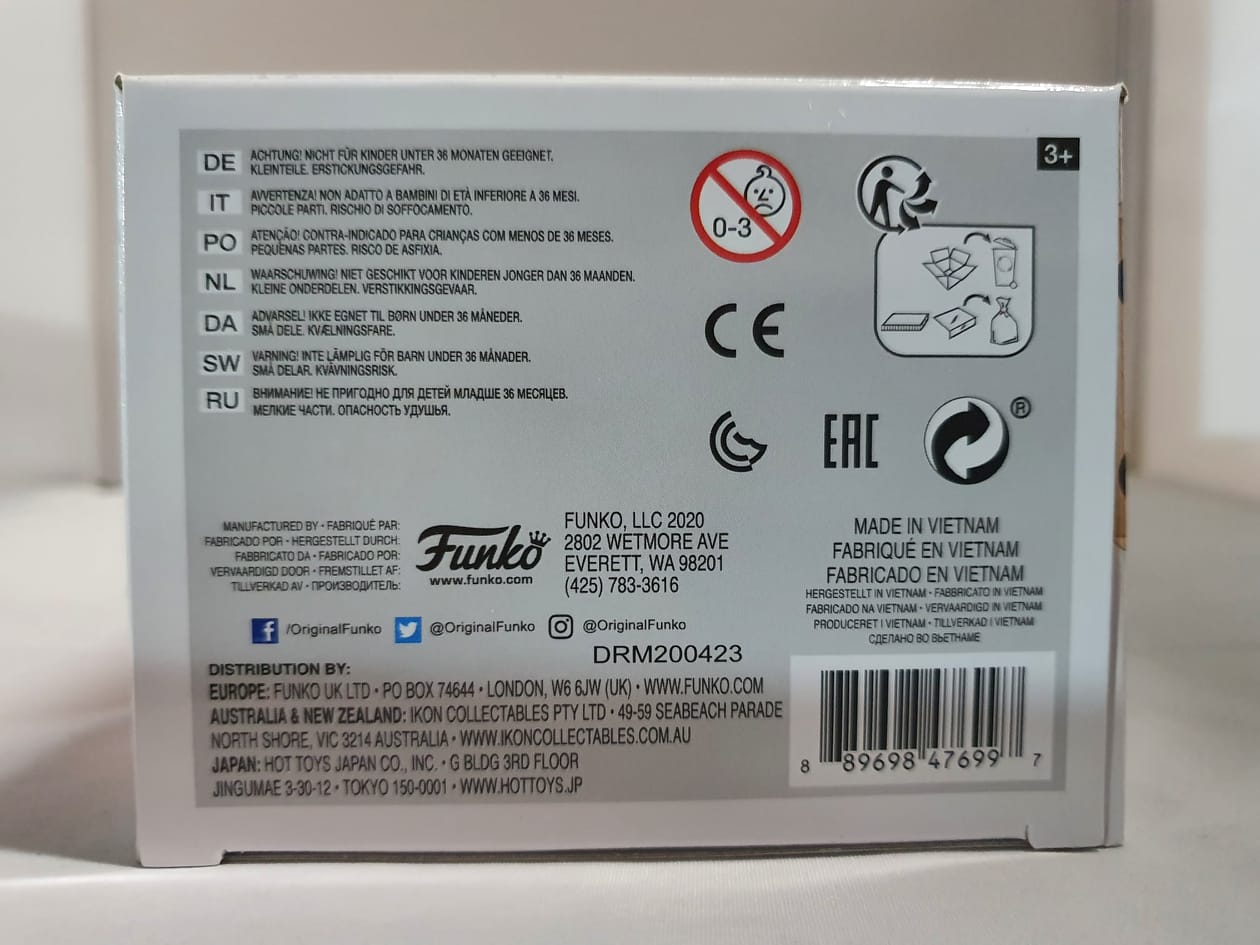 DE ACHTUNG! NICHT FÜR KINDER UNTER 36 MONATEN GEEIGNET.
KLEINTEILE. ERSTICKUNGSGEFAHR.
IT AVVERTENZA! NON ADATTO A BAMBINI DI ETÀ INFERIORE A 36 MESI.
PICCOLE PARTI. RISCHIO DI SOFFOCAMENTO.
PO ATENÇÃO! CONTRA-INDICADO PARA CRIANÇAS COM MENOS DE 36 MESES.
PEQUENAS PARTES. RISCO DE ASFIXIA.
NL WAARSCHUWING! NIET GESCHIKT VOOR KINDEREN JONGER DAN 36 MAANDEN.
KLEINE ONDERDELEN. VERSTIKKINGSGEVAAR.
DA ADVARSEL! IKKE EGNET TIL BØRN UNDER 36 MÅNEDER.
SMÅ DELE. KVÆLNINGSFARE.
SW VARNING! INTE LÄMPLIG FÖR BARN UNDER 36 MÅNADER.
SMÅ DELAR. KVÄVNINGSRISK.
RU ВНИМАНИЕ! НЕ ПРИГОДНО ДЛЯ ДЕТЕЙ МЛАДШЕ 36 МЕСЯЦЕВ.
МЕЛКИЕ ЧАСТИ. ОПАСНОСТЬ УДУШЬЯ.
0-3
3+
CE
EAC
®
MANUFACTURED BY • FABRIQUÉ PAR:
FABRICADO POR • HERGESTELLT DURCH:
FABBRICATO DA • FABRICADO POR:
VERVAARDIGD DOOR • FREMSTILLET AF:
TILLVERKAD AV • ПРОИЗВОДИТЕЛЬ:
Funko
www.funko.com
FUNKO, LLC 2020
2802 WETMORE AVE
EVERETT, WA 98201
(425) 783-3616
MADE IN VIETNAM
FABRIQUÉ EN VIETNAM
FABRICADO EN VIETNAM
HERGESTELLT IN VIETNAM • FABBRICATO IN VIETNAM
FABRICADO NA VIETNAM • VERVAARDIGD IN VIETNAM
PRODUCERET I VIETNAM • TILLVERKAD I VIETNAM
СДЕЛАНО ВО ВЬЕТНАМЕ
/OriginalFunko @OriginalFunko @OriginalFunko
DRM200423
DISTRIBUTION BY:
EUROPE: FUNKO UK LTD • PO BOX 74644 • LONDON, W6 6JW (UK) • WWW.FUNKO.COM
AUSTRALIA & NEW ZEALAND: IKON COLLECTABLES PTY LTD • 49-59 SEABEACH PARADE
NORTH SHORE, VIC 3214 AUSTRALIA • WWW.IKONCOLLECTABLES.COM.AU
JAPAN: HOT TOYS JAPAN CO., INC. • G BLDG 3RD FLOOR
JINGUMAE 3-30-12 • TOKYO 150-0001 • WWW.HOTTOYS.JP
8 89698 47699 7